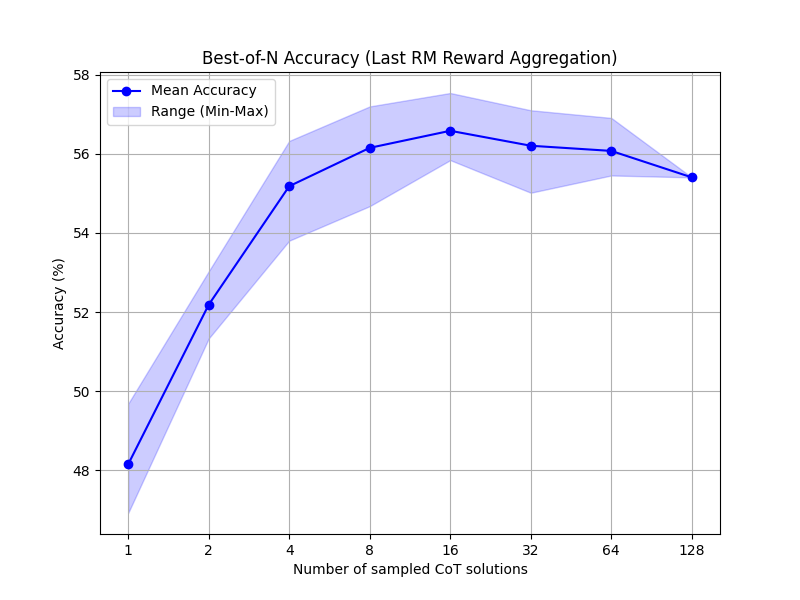 Best-of-N Accuracy (Last RM Reward Aggregation)
Mean Accuracy
Range (Min-Max)
58
56
54
52
50
48
Accuracy (%)
1 2 4 8 16 32 64 128
Number of sampled CoT solutions